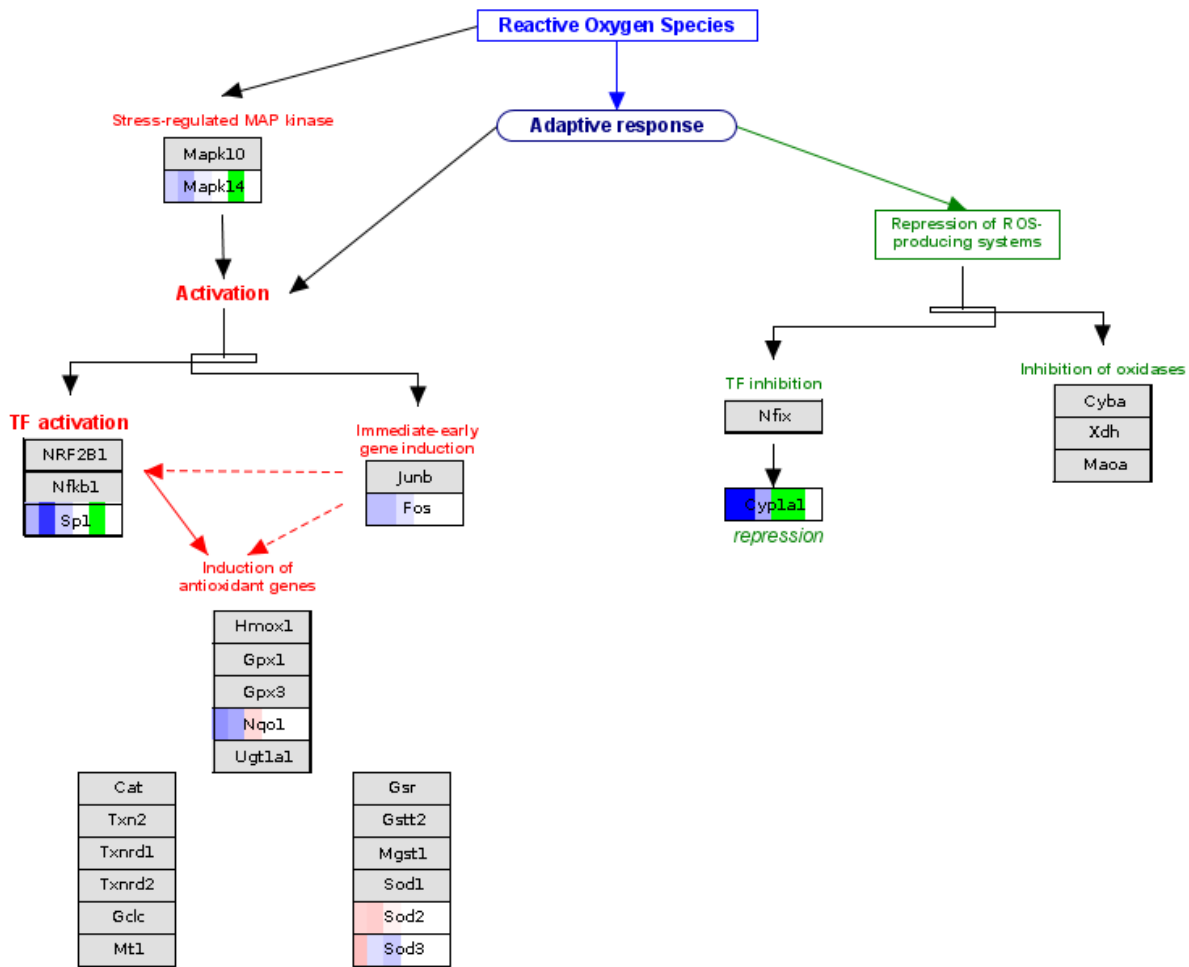 Reactive Oxygen Species
Adaptive response
Stress-regulated MAP kinase
Mapk10
Mapk14
Activation
TF activation
NRF2B1
Nfkb1
Sp1
Immediate-early
gene induction
Junb
Fos
Induction of
antioxidant genes
Hmox1
Gpx1
Gpx3
Nqo1
Ugt1a1
Cat
Txn2
Txnrd1
Txnrd2
Gclc
Mt1
Gsr
Gstt2
Mgst1
Sod1
Sod2
Sod3
Repression of ROS-
producing systems
TF inhibition
Nfix
Cyp1a1
repression
Inhibition of oxidases
Cyba
Xdh
Maoa